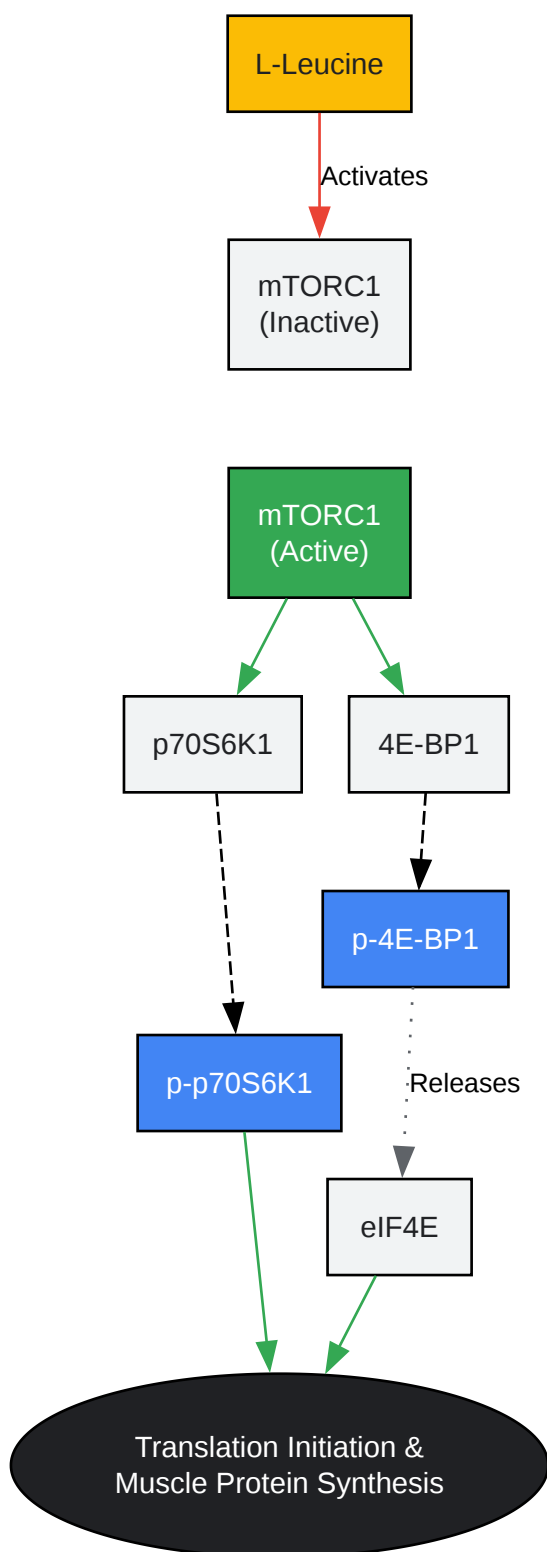 L-Leucine
Activates
mTORC1
(Inactive)
mTORC1
(Active)
p70S6K1
4E-BP1
p-4E-BP1
p-p70S6K1
Releases
eIF4E
Translation Initiation &
Muscle Protein Synthesis